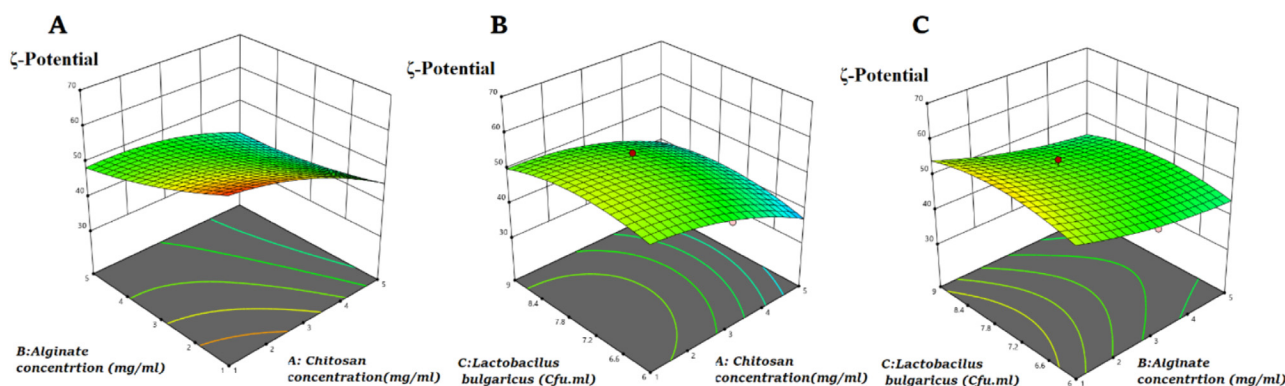 A
ζ-Potential
70
60
50
40
30
5
4
3
2
1
1
2
3
4
5
B:Alginate
concentrtion (mg/ml)
A: Chitosan
concentration(mg/ml)
B
ζ-Potential
70
60
50
40
30
9
8.4
7.8
7.2
6.6
6
1
2
3
4
5
C:Lactobacilus
bulgaricus (Cfu.ml)
A: Chitosan
concentration(mg/ml)
C
ζ-Potential
70
60
50
40
30
9
8.4
7.8
7.2
6.6
6
1
2
3
4
5
C:Lactobacilus
bulgaricus (Cfu.ml)
B:Alginate
concentrtion (mg/ml)